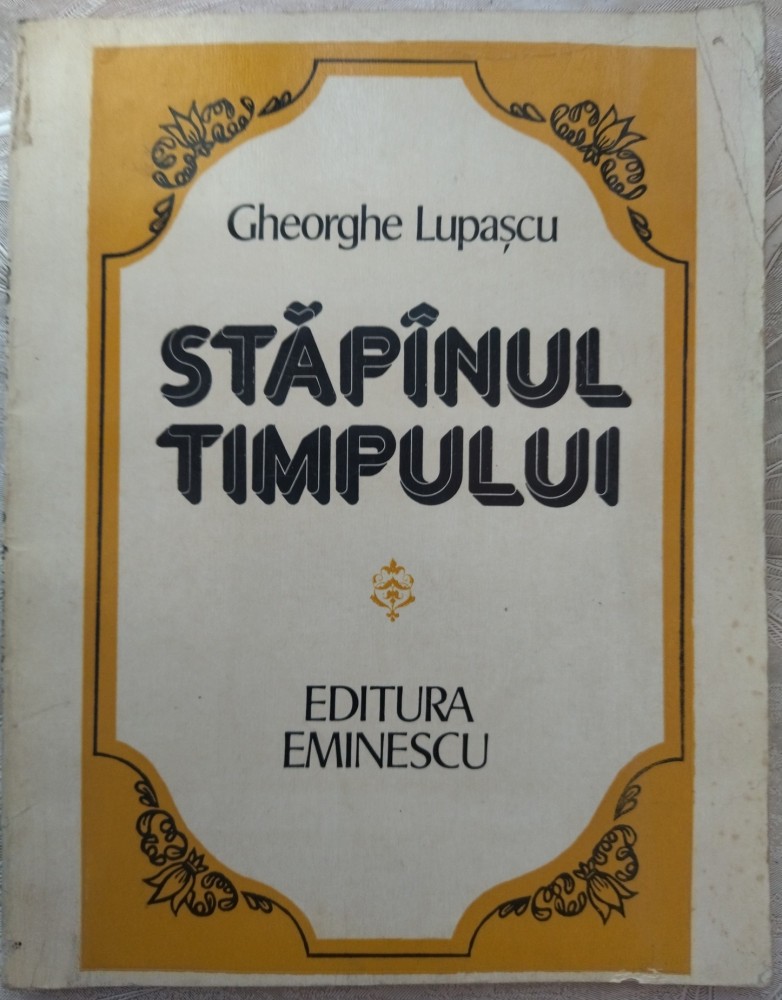 Gheorghe Lupașcu
STĂPÎNUL
TIMPULUI
EDITURA
EMINESCU